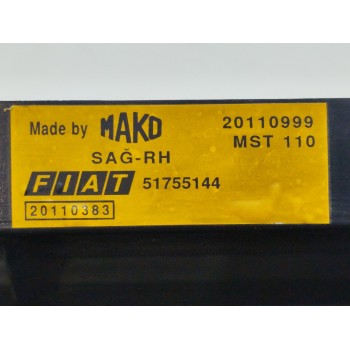 Made by MAKO 20110999
SAĞ-RH MST 110
FIAT 51755144
20110383